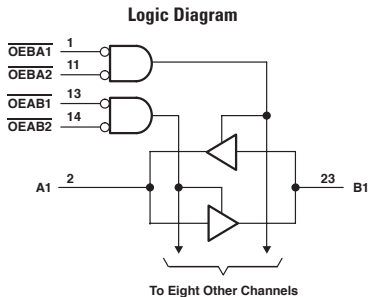 Logic Diagram
OEBA1 1
OEBA2 11
OEAB1 13
OEAB2 14
A1 2
23 B1
To Eight Other Channels